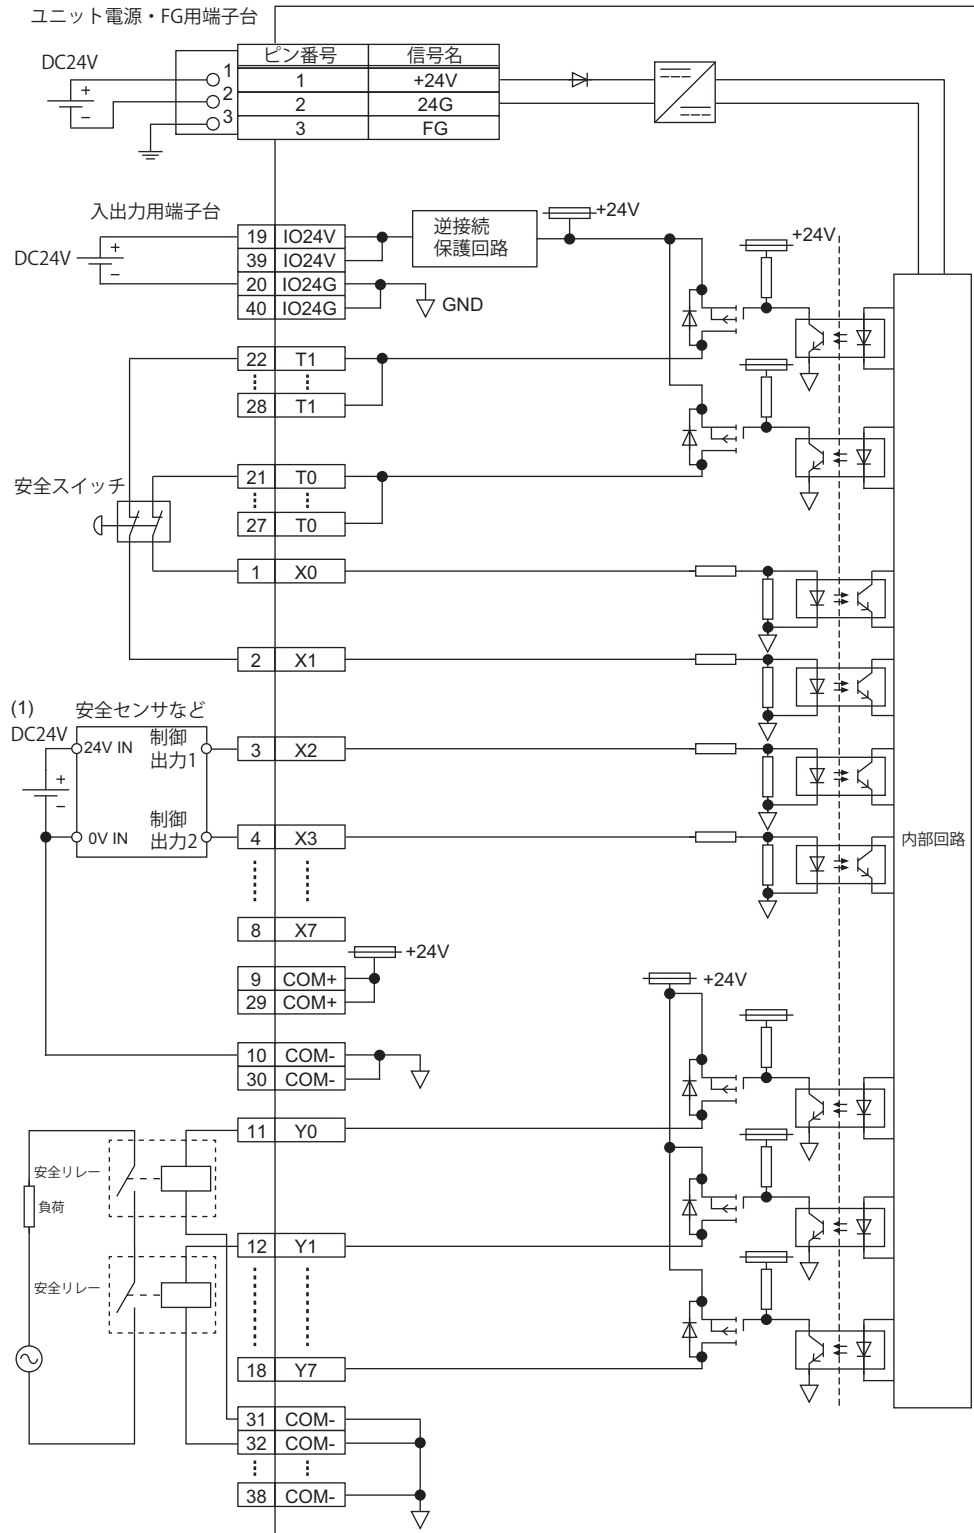 ユニット電源・FG用端子台
DC24V
+
−
1
2
3
ピン番号 信号名
1 +24V
2 24G
3 FG
入出力用端子台
DC24V
+
−
19 IO24V
39 IO24V
20 IO24G
40 IO24G
逆接続
保護回路
+24V
+24V
GND
22 T1
28 T1
安全スイッチ
21 T0
27 T0
1 X0
2 X1
(1)
DC24V
+
−
安全センサなど
24V IN
制御
出力1
0V IN
制御
出力2
3 X2
4 X3
内部回路
8 X7
+24V
9 COM+
29 COM+
+24V
10 COM-
30 COM-
11 Y0
安全リレー
負荷
12 Y1
安全リレー
18 Y7
31 COM-
32 COM-
38 COM-